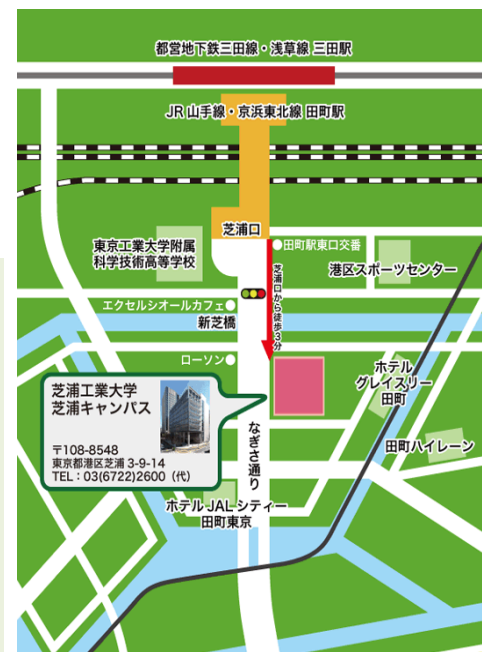 都営地下鉄三田線・浅草線 三田駅
JR 山手線・京浜東北線 田町駅
芝浦口
田町駅東口交番
東京工業大学附属
科学技術高等学校
港区スポーツセンター
芝浦口から徒歩3分
エクセルシオールカフェ
新芝橋
ローソン
ホテル
グレイスリー
田町
芝浦工業大学
芝浦キャンパス
〒108-8548
東京都港区芝浦 3-9-14
TEL：03(6722)2600（代）
なぎさ通り
田町ハイレーン
ホテル JAL シティー
田町東京